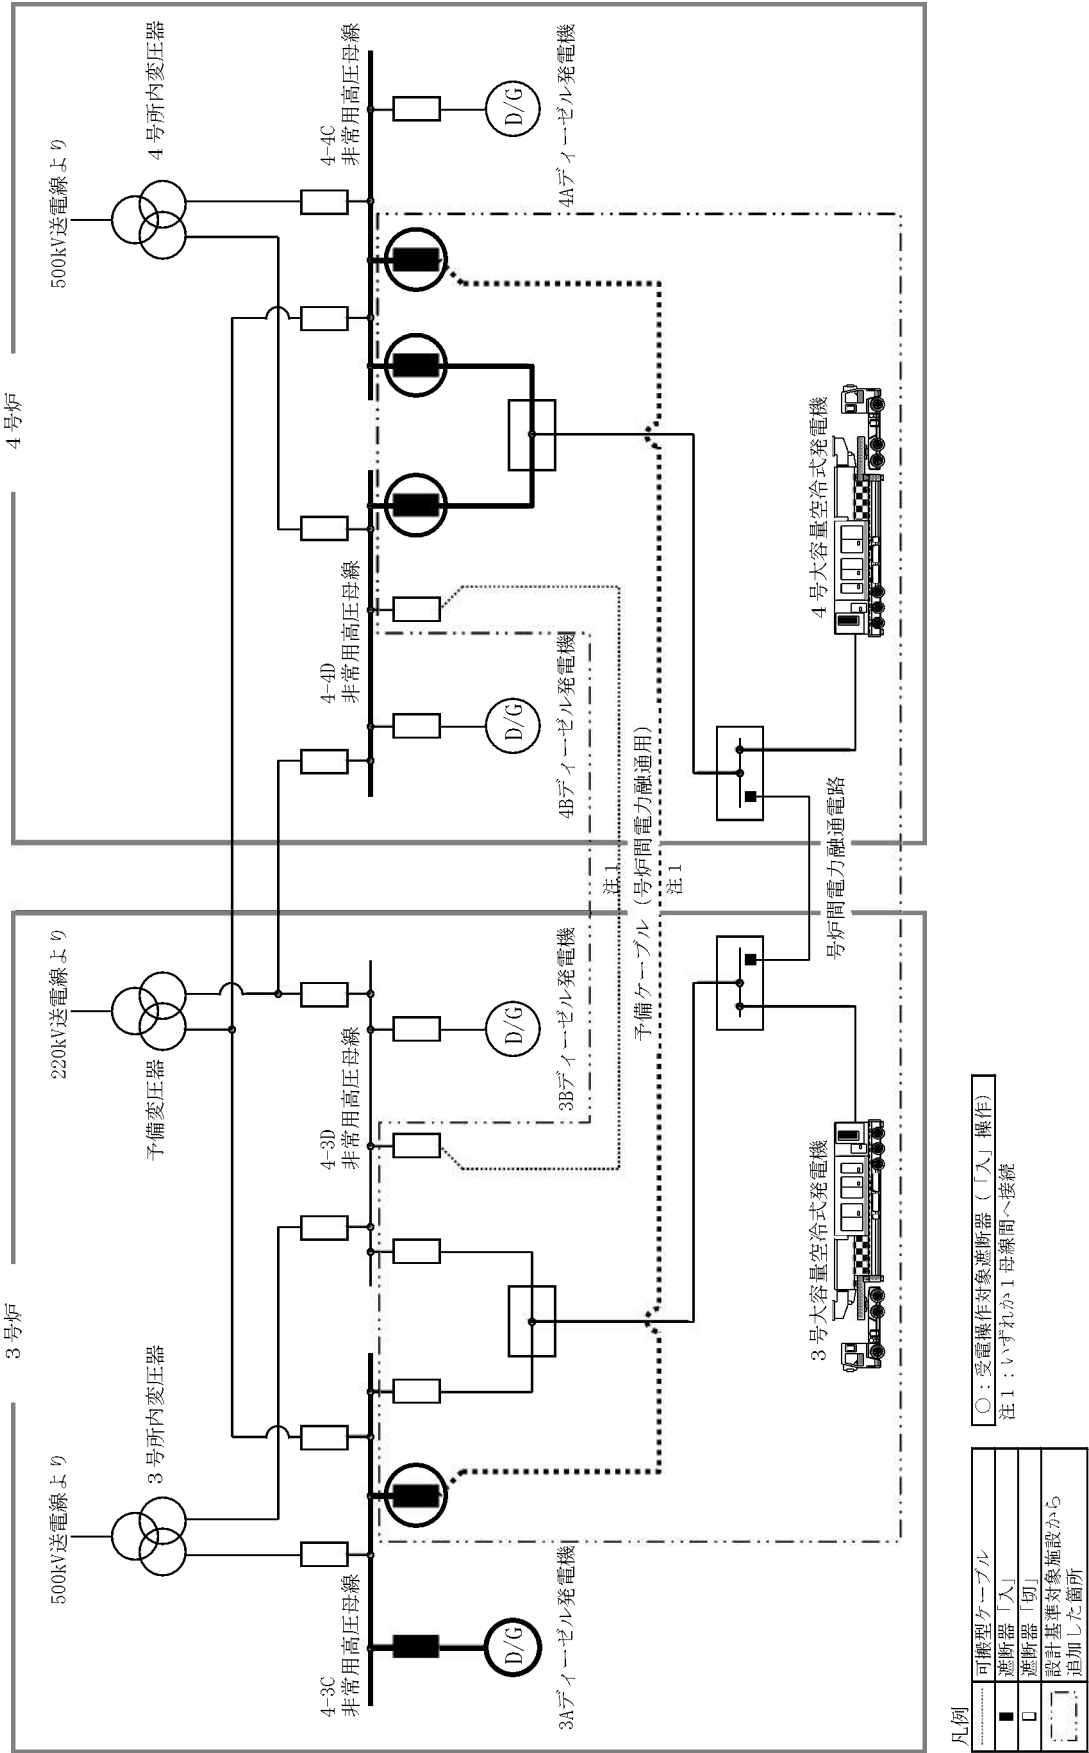 3号炉
4号炉
500kV送電線より
3号所内変圧器
220kV送電線より
予備変圧器
500kV送電線より
4号所内変圧器
4-3C
非常用高圧母線
4-3D
非常用高圧母線
4-4D
非常用高圧母線
4-4C
非常用高圧母線
D/G
D/G
D/G
D/G
3Aディーゼル発電機
3Bディーゼル発電機
4Bディーゼル発電機
4Aディーゼル発電機
注1
予備ケーブル(号炉間電力融通用)
注1
3号大容量空冷式発電機
号炉間電力融通電路
4号大容量空冷式発電機
凡例
可搬型ケーブル
遮断器「入」
遮断器「切」
設計基準対象施設から
追加した箇所
○:受電操作対象遮断器(「入」操作)
注1:いずれか1母線間へ接続